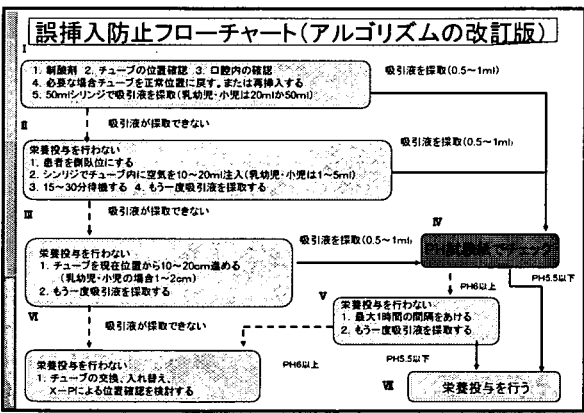 誤挿入防止フローチャート(アルゴリズムの改訂版)
I
1. 制酸剤 2. チューブの位置確認 3. 口腔内の確認
4. 必要な場合チューブを正常位置に戻す。または再挿入する
5. 50mlシリンジで吸引液を採取(乳幼児・小児は20mlか50ml)
吸引液を採取(0.5~1ml)
吸引液が採取できない
II
栄養投与を行わない
1. 患者を側臥位にする
2. シンリジでチューブ内に空気を10~20ml注入(乳幼児・小児は1~5ml)
3. 15~30分待機する 4. もう一度吸引液を採取する
吸引液を採取(0.5~1ml)
吸引液が採取できない
III
栄養投与を行わない
1. チューブを現在位置から10~20cm進める
(乳幼児・小児の場合1~2cm)
2. もう一度吸引液を採取する
吸引液を採取(0.5~1ml)
IV
PH試験紙でチェック
PH6以上
PH5.5以下
V
栄養投与を行わない
1. 最大1時間の間隔をあける
2. もう一度吸引液を採取する
VI
吸引液が採取できない
PH6以上
PH5.5以下
栄養投与を行わない
1. チューブの交換、入れ替え、
X-Pによる位置確認を検討する
VII
栄養投与を行う